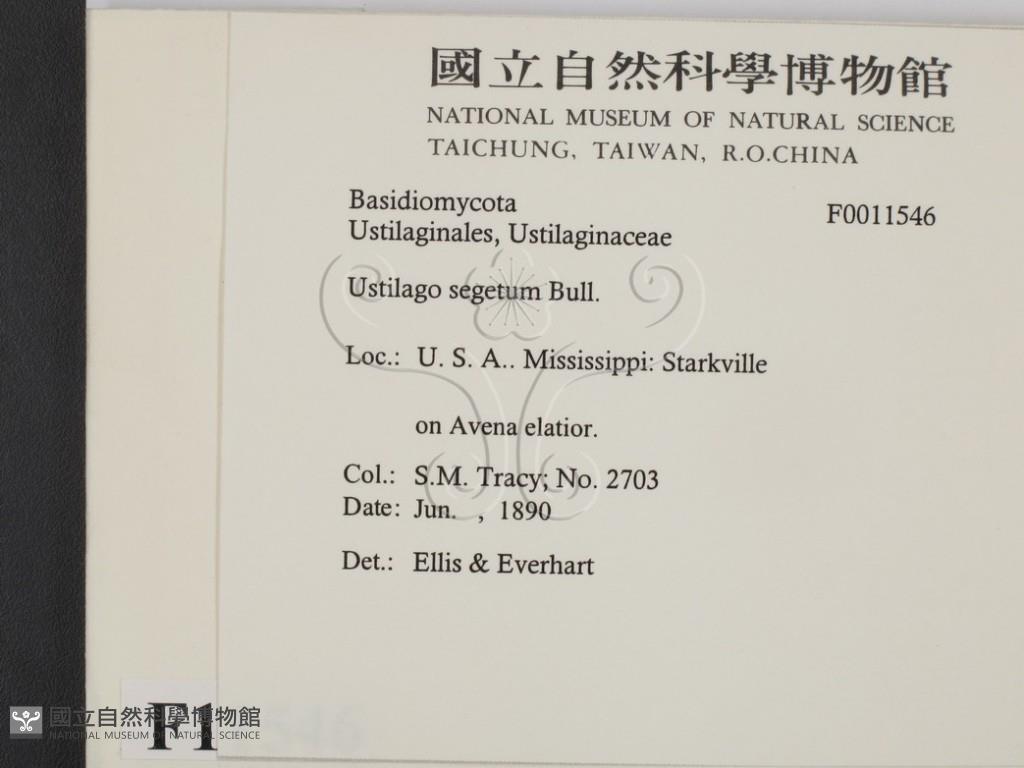 國立自然科學博物館
NATIONAL MUSEUM OF NATURAL SCIENCE
TAICHUNG, TAIWAN, R.O.CHINA
Basidiomycota F0011546
Ustilaginales, Ustilaginaceae
Ustilago segetum Bull.
Loc.: U. S. A.. Mississippi: Starkville
on Avena elatior.
Col.: S.M. Tracy; No. 2703
Date: Jun. , 1890
Det.: Ellis & Everhart
F1 1546
國立自然科學博物館
NATIONAL MUSEUM OF NATURAL SCIENCE